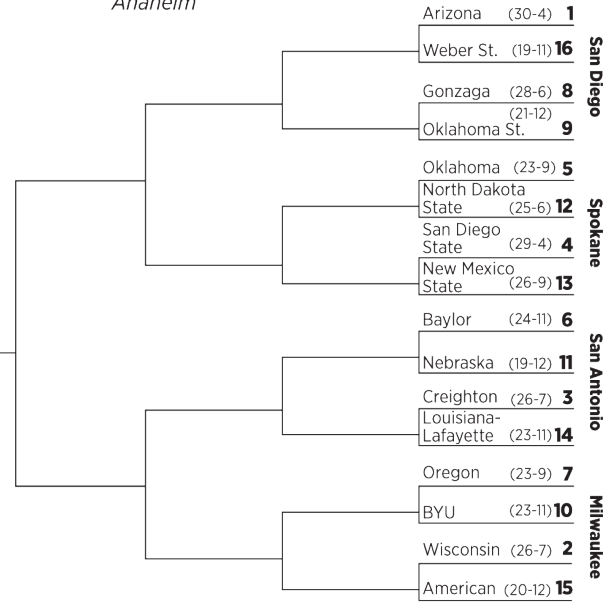 Anaheim
Arizona (30-4) 1
Weber St. (19-11) 16
San Diego
Gonzaga (28-6) 8
(21-12)
Oklahoma St. 9
Oklahoma (23-9) 5
North Dakota
State (25-6) 12
Spokane
San Diego
State (29-4) 4
New Mexico
State (26-9) 13
Baylor (24-11) 6
Nebraska (19-12) 11
San Antonio
Creighton (26-7) 3
Louisiana-
Lafayette (23-11) 14
Oregon (23-9) 7
BYU (23-11) 10
Milwaukee
Wisconsin (26-7) 2
American (20-12) 15